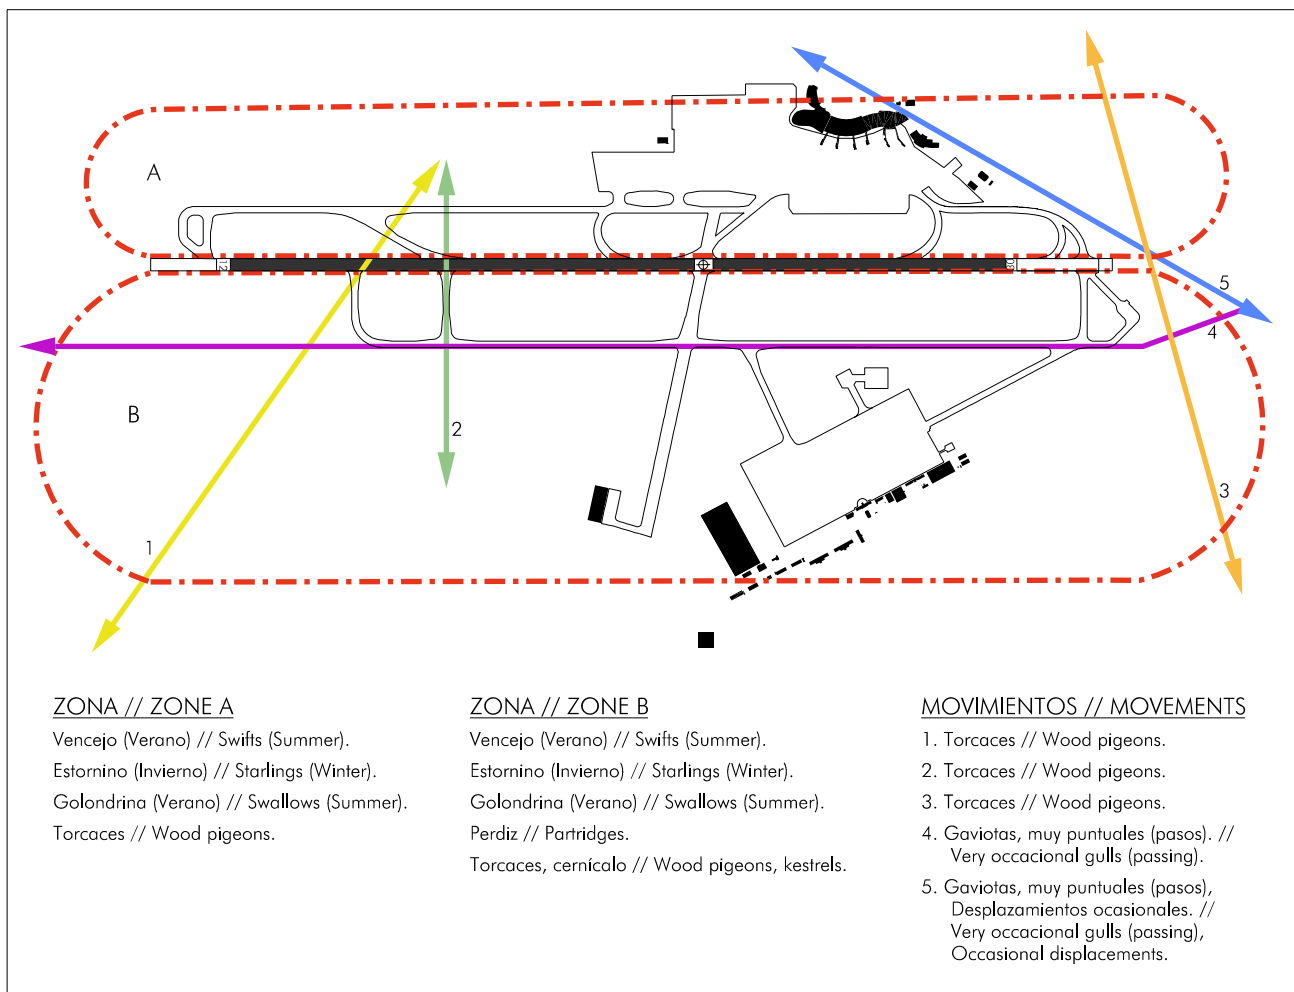 A
12
30
5
4
B
2
3
1
ZONA // ZONE A
Vencejo (Verano) // Swifts (Summer).
Estornino (Invierno) // Starlings (Winter).
Golondrina (Verano) // Swallows (Summer).
Torcaces // Wood pigeons.
ZONA // ZONE B
Vencejo (Verano) // Swifts (Summer).
Estornino (Invierno) // Starlings (Winter).
Golondrina (Verano) // Swallows (Summer).
Perdiz // Partridges.
Torcaces, cernícalo // Wood pigeons, kestrels.
MOVIMIENTOS // MOVEMENTS
1. Torcaces // Wood pigeons.
2. Torcaces // Wood pigeons.
3. Torcaces // Wood pigeons.
4. Gaviotas, muy puntuales (pasos). //
Very occacional gulls (passing).
5. Gaviotas, muy puntuales (pasos),
Desplazamientos ocasionales. //
Very occacional gulls (passing),
Occasional displacements.